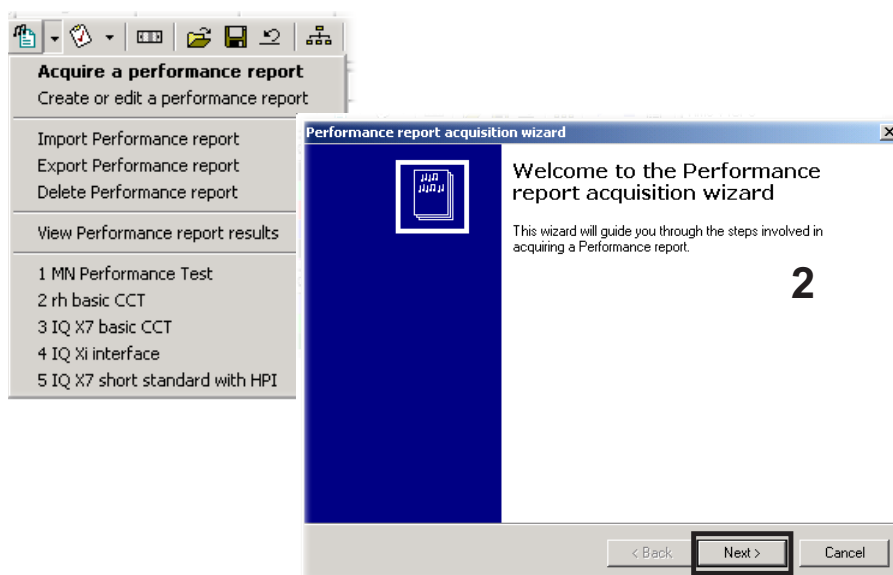 Acquire a performance report
Create or edit a performance report
Import Performance report
Export Performance report
Delete Performance report
View Performance report results
1 MN Performance Test
2 rh basic CCT
3 IQ X7 basic CCT
4 IQ Xi interface
5 IQ X7 short standard with HPI
Performance report acquisition wizard
Welcome to the Performance
report acquisition wizard
This wizard will guide you through the steps involved in
acquiring a Performance report.
2
< Back
Next >
Cancel